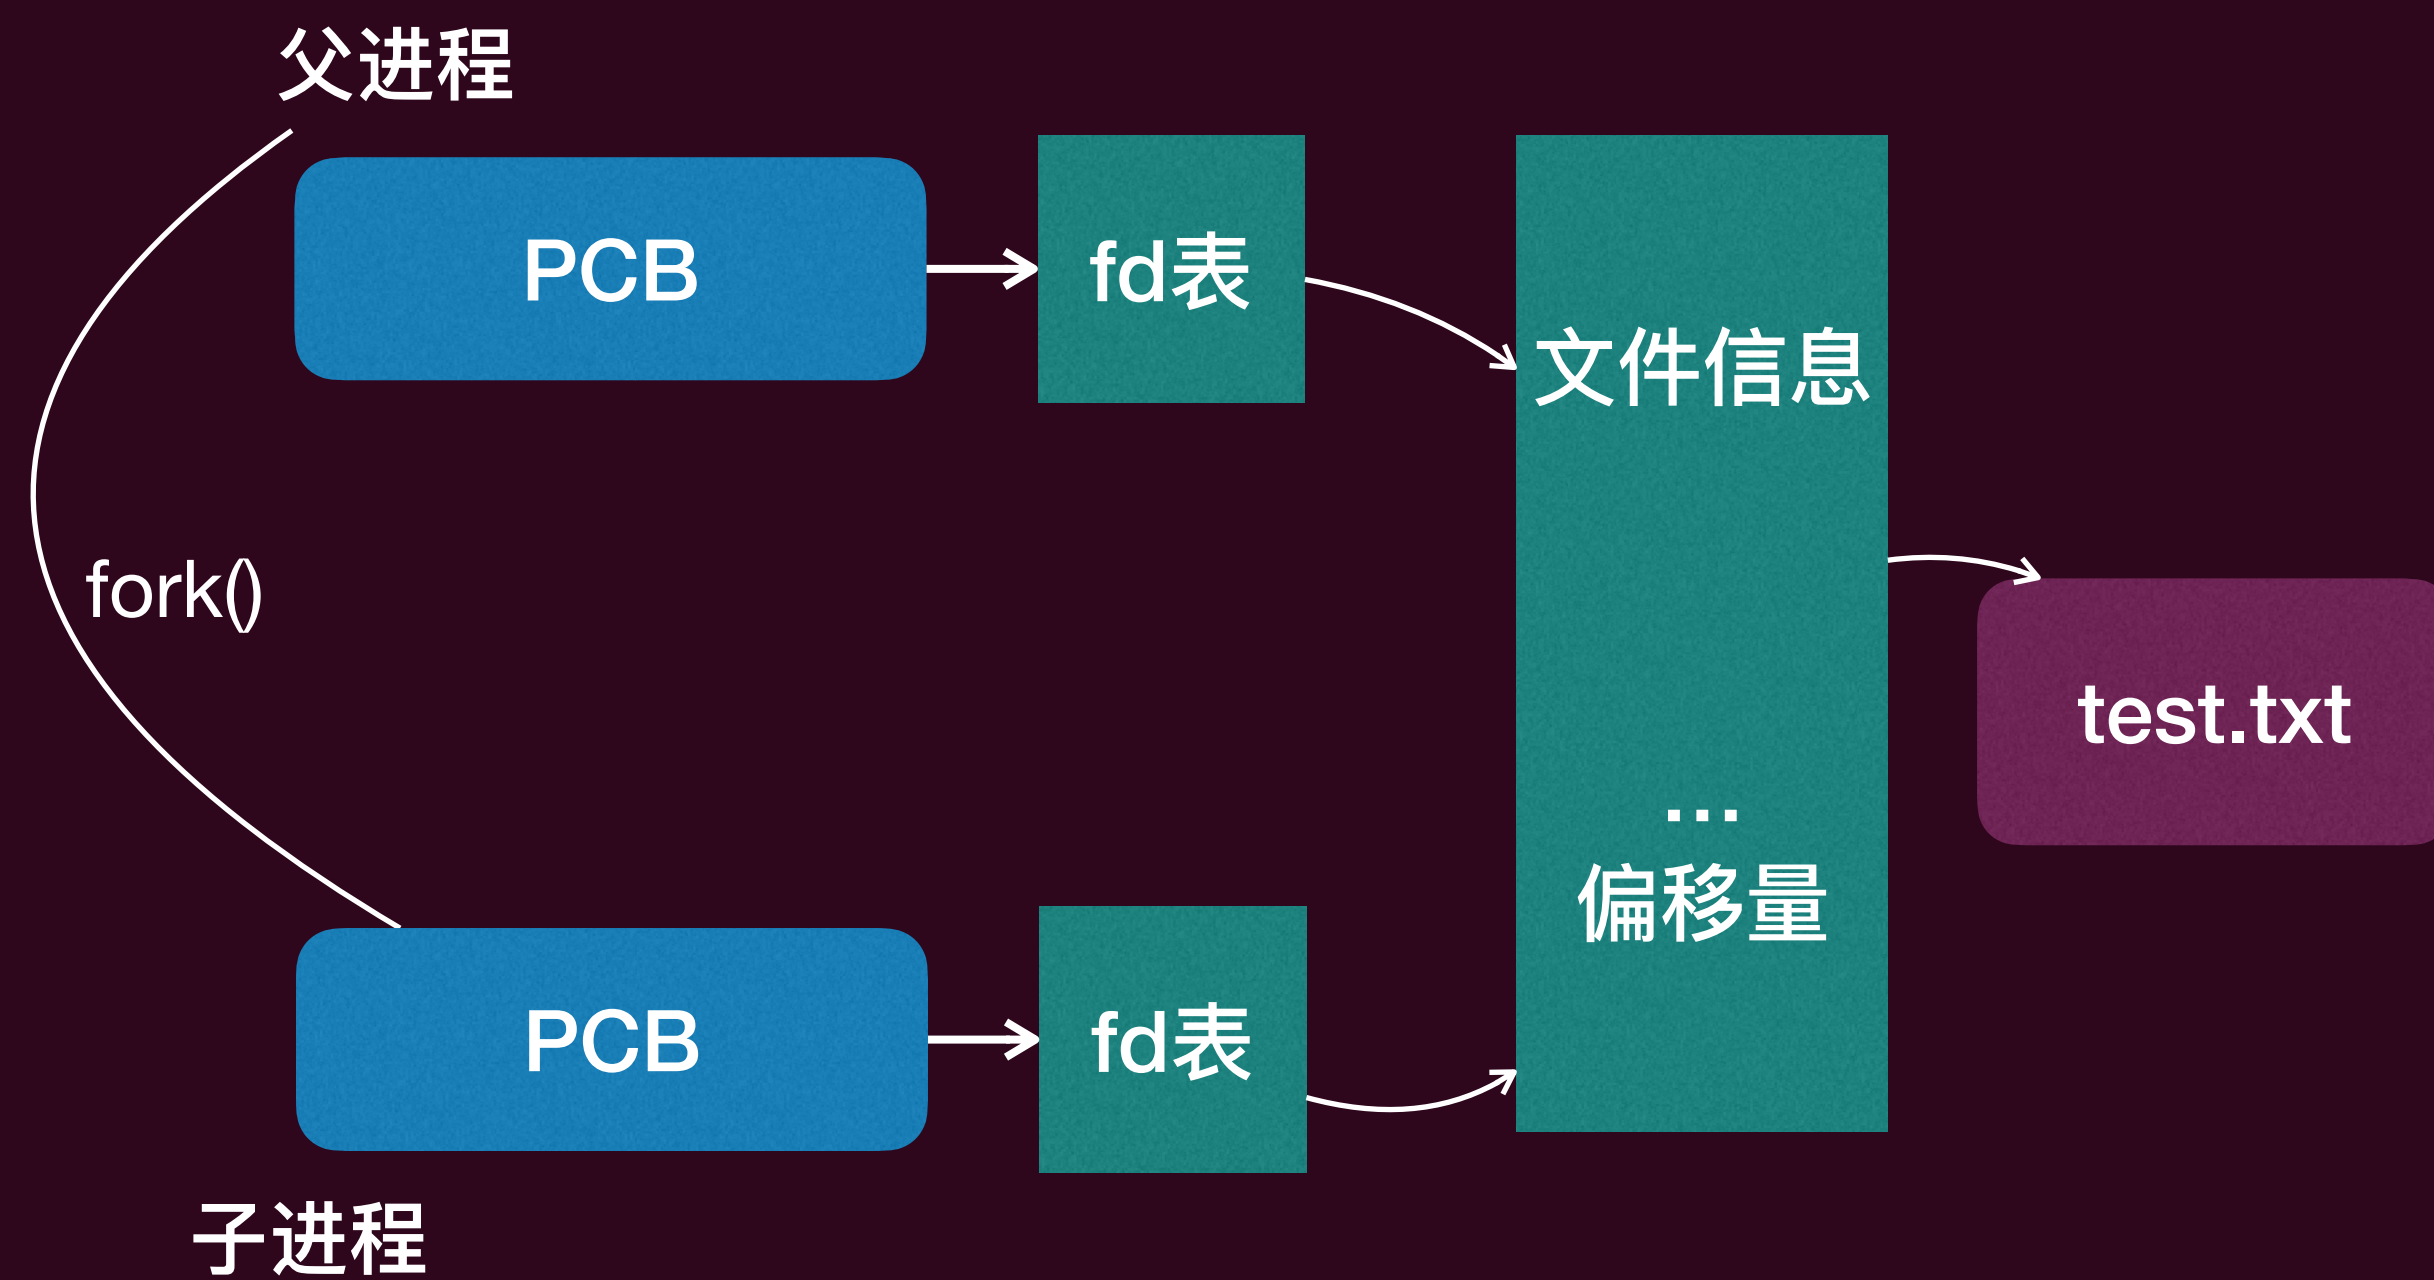 父进程
PCB
fd表
文件信息
fork()
test.txt
...
偏移量
PCB
fd表
子进程